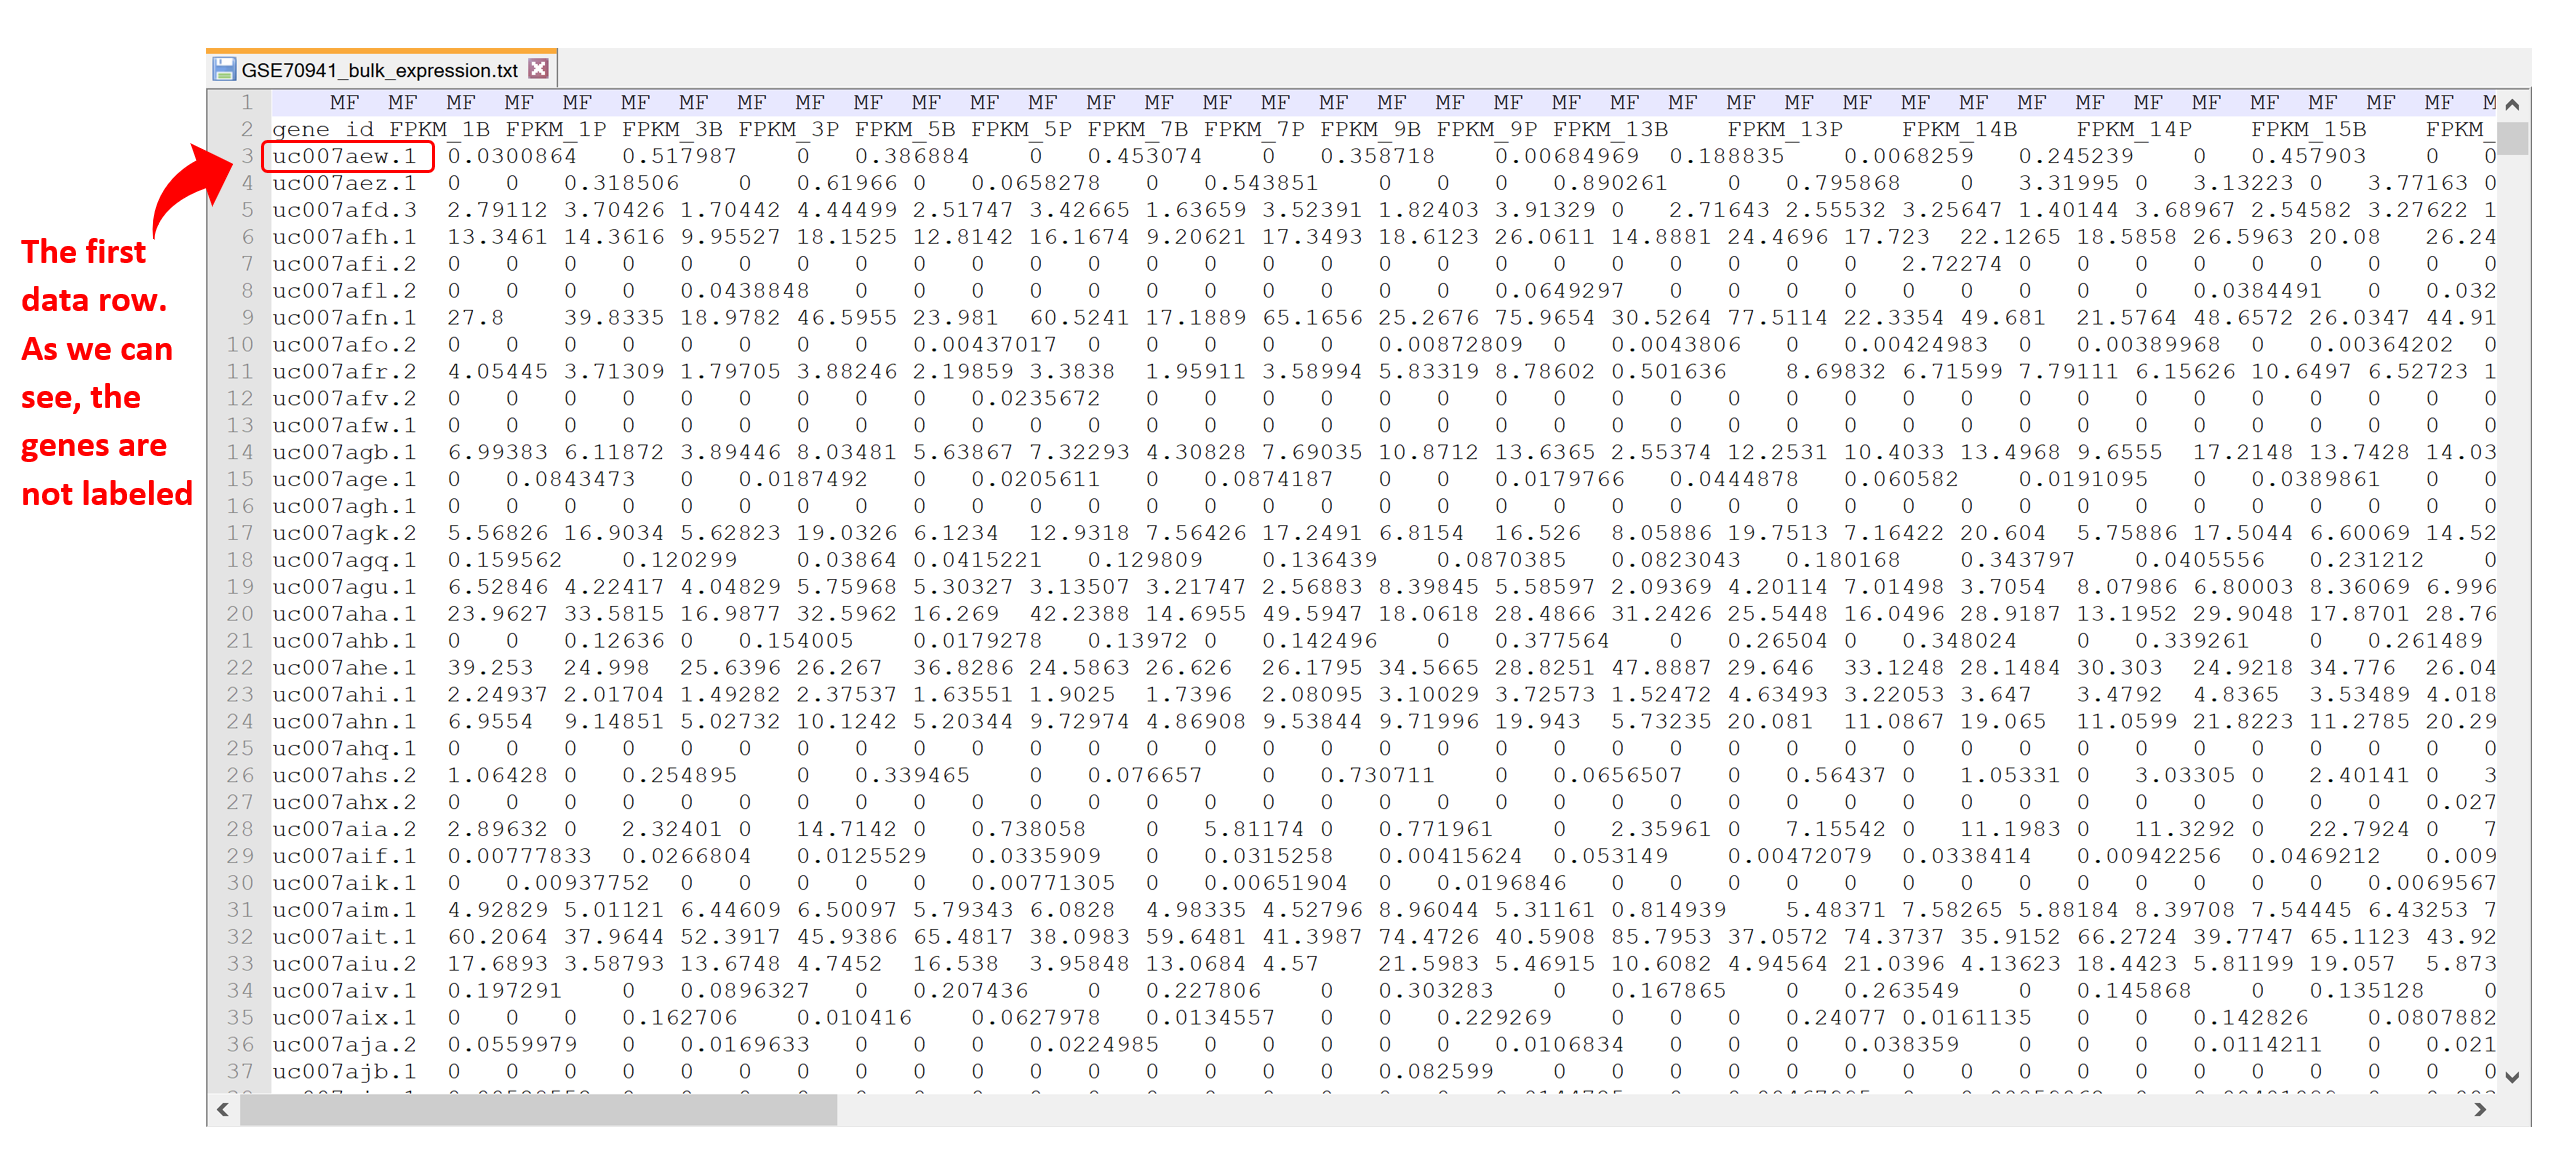 GSE70941_bulk_expression.txt
1 MF MF MF MF MF MF MF MF MF MF MF MF MF MF MF MF MF MF MF MF MF MF MF MF MF MF MF MF MF MF MF MF MF MF MF MF MF
2 gene_id FPKM_1B FPKM_1P FPKM_3B FPKM_3P FPKM_5B FPKM_5P FPKM_7B FPKM_7P FPKM_9B FPKM_9P FPKM_13B FPKM_13P FPKM_14B FPKM_14P FPKM_15B FPKM_
3 uc007aew.1 0.0300864 0.517987 0 0.386884 0 0.453074 0 0.358718 0.00684969 0.188835 0.0068259 0.245239 0 0.457903 0 0
4 uc007aez.1 0 0 0.318506 0 0.61966 0 0.0658278 0 0.543851 0 0 0 0.890261 0 0.795868 0 3.31995 0 3.13223 0 3.77163 0
5 uc007afd.3 2.79112 3.70426 1.70442 4.44499 2.51747 3.42665 1.63659 3.52391 1.82403 3.91329 0 2.71643 2.55532 3.25647 1.40144 3.68967 2.54582 3.27622 1
6 uc007afh.1 13.3461 14.3616 9.95527 18.1525 12.8142 16.1674 9.20621 17.3493 18.6123 26.0611 14.8881 24.4696 17.723 22.1265 18.5858 26.5963 20.08 26.24
7 uc007afi.2 0 0 0 0 0 0 0 0 0 0 0 0 0 0 0 0 0 0 0 0 0 0 0 0 0 2.72274 0 0 0 0 0 0 0 0
8 uc007afl.2 0 0 0 0 0.0438848 0 0 0 0 0 0 0 0.0649297 0 0 0 0 0 0 0 0 0 0.0384491 0 0.032
9 uc007afn.1 27.8 39.8335 18.9782 46.5955 23.981 60.5241 17.1889 65.1656 25.2676 75.9654 30.5264 77.5114 22.3354 49.681 21.5764 48.6572 26.0347 44.91
10 uc007afo.2 0 0 0 0 0 0 0 0 0.00437017 0 0 0 0 0 0.00872809 0 0.0043806 0 0.00424983 0 0.00389968 0 0.00364202 0
11 uc007afr.2 4.05445 3.71309 1.79705 3.88246 2.19859 3.3838 1.95911 3.58994 5.83319 8.78602 0.501636 8.69832 6.71599 7.79111 6.15626 10.6497 6.52723 1
12 uc007afv.2 0 0 0 0 0 0 0 0 0 0.0235672 0 0 0 0 0 0 0 0 0 0 0 0 0 0 0 0 0 0 0 0 0 0 0 0
13 uc007afw.1 0 0 0 0 0 0 0 0 0 0 0 0 0 0 0 0 0 0 0 0 0 0 0 0 0 0 0 0 0 0 0 0 0 0 0 0
14 uc007agb.1 6.99383 6.11872 3.89446 8.03481 5.63867 7.32293 4.30828 7.69035 10.8712 13.6365 2.55374 12.2531 10.4033 13.4968 9.6555 17.2148 13.7428 14.03
15 uc007age.1 0 0.0843473 0 0.0187492 0 0.0205611 0 0.0874187 0 0 0.0179766 0.0444878 0.060582 0.0191095 0 0.0389861 0 0
16 uc007agh.1 0 0 0 0 0 0 0 0 0 0 0 0 0 0 0 0 0 0 0 0 0 0 0 0 0 0 0 0 0 0 0 0 0 0 0 0
17 uc007agk.2 5.56826 16.9034 5.62823 19.0326 6.1234 12.9318 7.56426 17.2491 6.8154 16.526 8.05886 19.7513 7.16422 20.604 5.75886 17.5044 6.60069 14.52
18 uc007agq.1 0.159562 0.120299 0.03864 0.0415221 0.129809 0.136439 0.0870385 0.0823043 0.180168 0.343797 0.0405556 0.231212 0
19 uc007agu.1 6.52846 4.22417 4.04829 5.75968 5.30327 3.13507 3.21747 2.56883 8.39845 5.58597 2.09369 4.20114 7.01498 3.7054 8.07986 6.80003 8.36069 6.996
20 uc007aha.1 23.9627 33.5815 16.9877 32.5962 16.269 42.2388 14.6955 49.5947 18.0618 28.4866 31.2426 25.5448 16.0496 28.9187 13.1952 29.9048 17.8701 28.76
21 uc007ahb.1 0 0 0.12636 0 0.154005 0.0179278 0.13972 0 0.142496 0 0.377564 0 0.26504 0 0.348024 0 0.339261 0 0.261489
22 uc007ahe.1 39.253 24.998 25.6396 26.267 36.8286 24.5863 26.626 26.1795 34.5665 28.8251 47.8887 29.646 33.1248 28.1484 30.303 24.9218 34.776 26.04
23 uc007ahi.1 2.24937 2.01704 1.49282 2.37537 1.63551 1.9025 1.7396 2.08095 3.10029 3.72573 1.52472 4.63493 3.22053 3.647 3.4792 4.8365 3.53489 4.018
24 uc007ahn.1 6.9554 9.14851 5.02732 10.1242 5.20344 9.72974 4.86908 9.53844 9.71996 19.943 5.73235 20.081 11.0867 19.065 11.0599 21.8223 11.2785 20.29
25 uc007ahq.1 0 0 0 0 0 0 0 0 0 0 0 0 0 0 0 0 0 0 0 0 0 0 0 0 0 0 0 0 0 0 0 0 0 0 0 0
26 uc007ahs.2 1.06428 0 0.254895 0 0.339465 0 0.076657 0 0.730711 0 0.0656507 0 0.56437 0 1.05331 0 3.03305 0 2.40141 0 3
27 uc007ahx.2 0 0 0 0 0 0 0 0 0 0 0 0 0 0 0 0 0 0 0 0 0 0 0 0 0 0 0 0 0 0 0 0 0 0 0.027
28 uc007aia.2 2.89632 0 2.32401 0 14.7142 0 0.738058 0 5.81174 0 0.771961 0 2.35961 0 7.15542 0 11.1983 0 11.3292 0 22.7924 0 7
29 uc007aif.1 0.00777833 0.0266804 0.0125529 0.0335909 0 0.0315258 0.00415624 0.053149 0.00472079 0.0338414 0.00942256 0.0469212 0.009
30 uc007aik.1 0 0.00937752 0 0 0 0 0 0.00771305 0 0.00651904 0 0.0196846 0 0 0 0 0 0 0 0 0 0 0 0 0 0.0069567
31 uc007aim.1 4.92829 5.01121 6.44609 6.50097 5.79343 6.0828 4.98335 4.52796 8.96044 5.31161 0.814939 5.48371 7.58265 5.88184 8.39708 7.54445 6.43253 7
32 uc007ait.1 60.2064 37.9644 52.3917 45.9386 65.4817 38.0983 59.6481 41.3987 74.4726 40.5908 85.7953 37.0572 74.3737 35.9152 66.2724 39.7747 65.1123 43.92
33 uc007aiu.2 17.6893 3.58793 13.6748 4.7452 16.538 3.95848 13.0684 4.57 21.5983 5.46915 10.6082 4.94564 21.0396 4.13623 18.4423 5.81199 19.057 5.873
34 uc007aiv.1 0.197291 0 0.0896327 0 0.207436 0 0.227806 0 0.303283 0 0.167865 0 0.263549 0 0.145868 0 0.135128 0
35 uc007aix.1 0 0 0 0.162706 0.010416 0.0627978 0.0134557 0 0 0.229269 0 0 0 0.24077 0.0161135 0 0 0.142826 0.0807882
36 uc007aja.2 0.0559979 0 0.0169633 0 0 0 0.0224985 0 0 0 0 0 0.0106834 0 0 0 0.038359 0 0 0 0.0114211 0 0.021
37 uc007ajb.1 0 0 0 0 0 0 0 0 0 0 0 0 0 0 0 0 0.082599 0 0 0 0 0 0 0 0 0 0 0 0 0 0 0 0 0
The first
data row.
As we can
see, the
genes are
not labeled